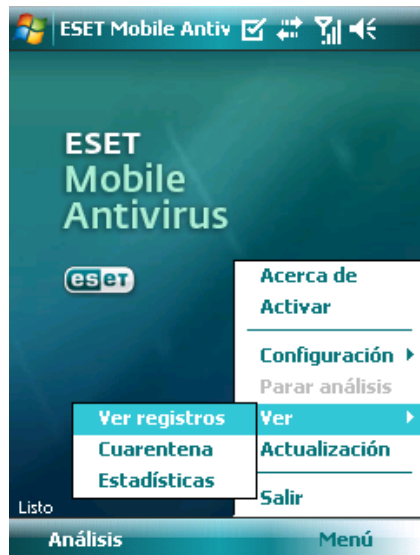 ESET Mobile Antiv
ESET
Mobile
Antivirus
eset
Acerca de
Activar
Configuración
Parar análisis
Ver
Actualización
Salir
Ver registros
Cuarentena
Estadísticas
Listo
Análisis
Menú